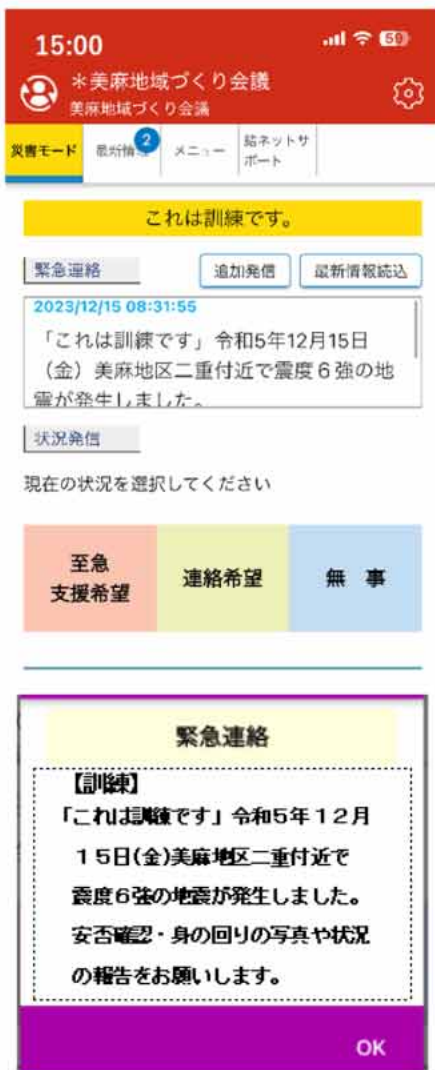 15:00
59
＊美麻地域づくり会議
美麻地域づくり会議
災害モード
最新情
2
メニュー
結ネットサ
ポート
これは訓練です。
緊急連絡
追加発信
最新情報読込
2023/12/15 08:31:55
「これは訓練です」令和5年12月15日
（金）美麻地区二重付近で震度６強の地
震が発生しました。
状況発信
現在の状況を選択してください
至急
支援希望
連絡希望
無　事
緊急連絡
【訓練】
「これは訓練です」令和5年１２月
１５日(金)美麻地区二重付近で
震度６強の地震が発生しました。
安否確認・身の回りの写真や状況
の報告をお願いします。
OK